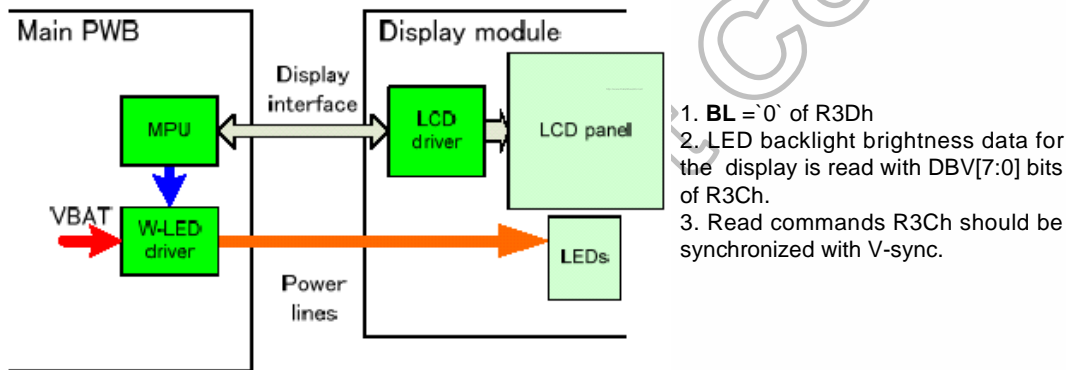 Main PWB
Display module
Display
interface
MPU
LCD
driver
LCD panel
VBAT
W-LED
driver
LEDs
Power
lines
1. BL =`0` of R3Dh
2. LED backlight brightness data for
the display is read with DBV[7:0] bits
of R3Ch.
3. Read commands R3Ch should be
synchronized with V-sync.